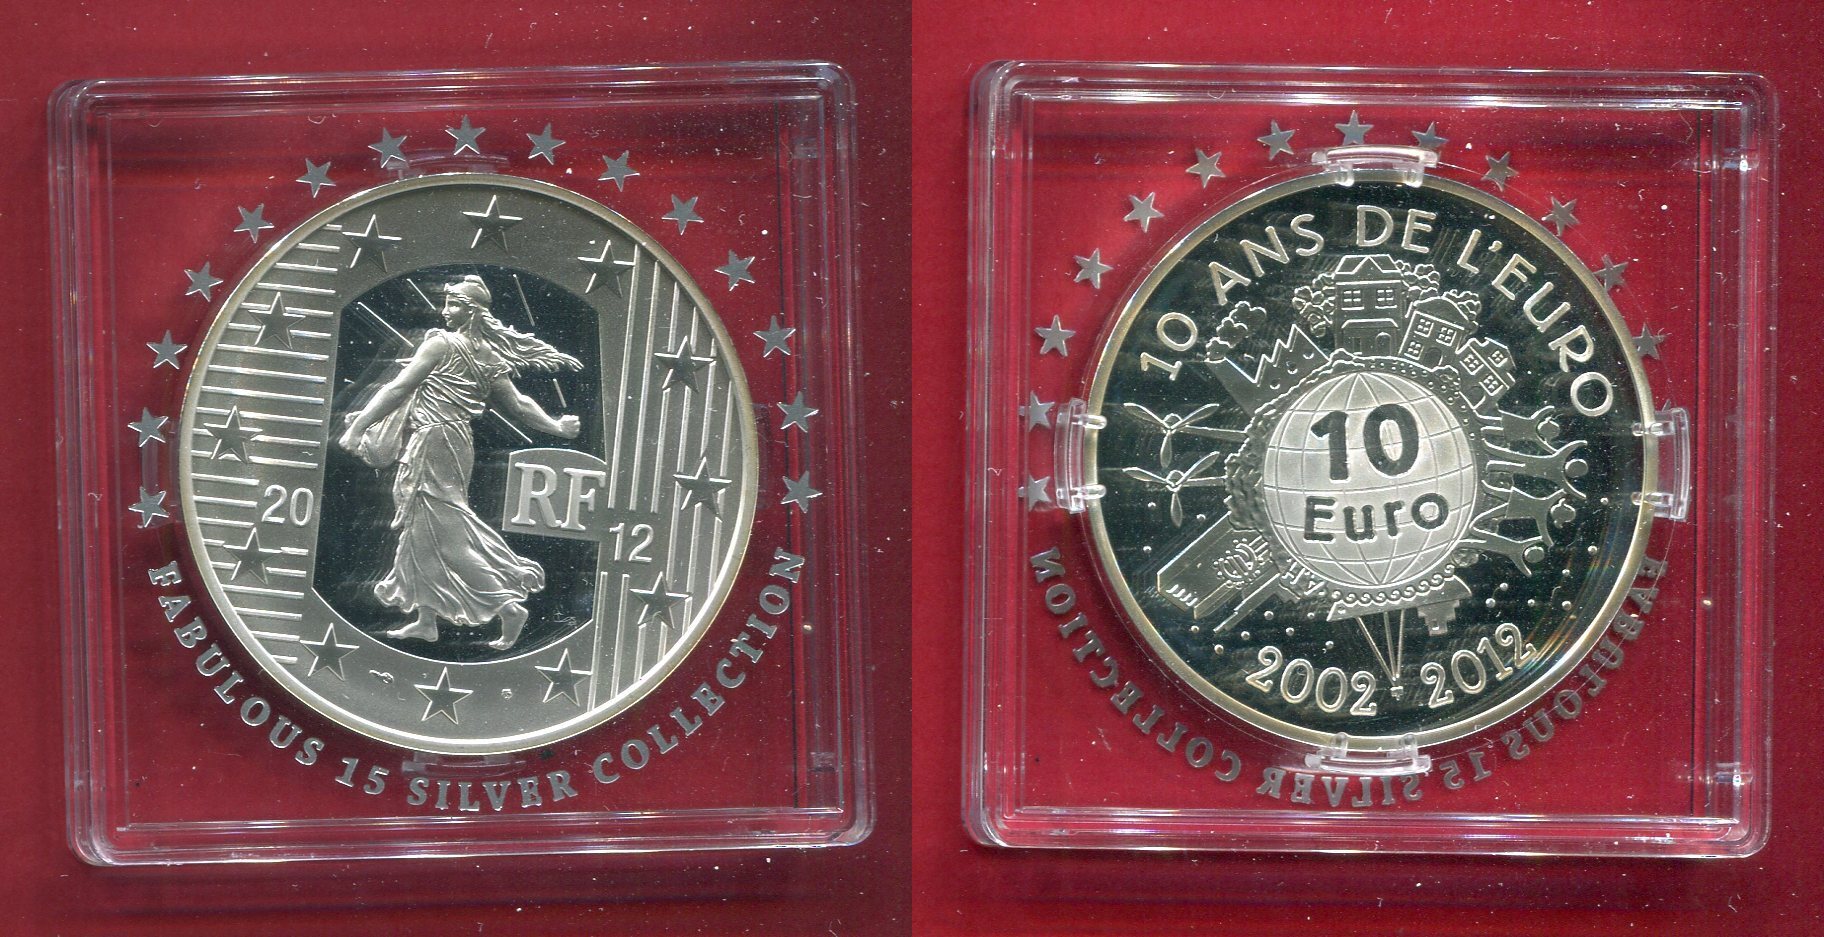 20
RF
12
FABULOUS 15 SILVER COLLECTION
10 ANS DE L'EURO
10
Euro
A.H.
2002·2012
FABULOUS 15 SILVER COLLECTION